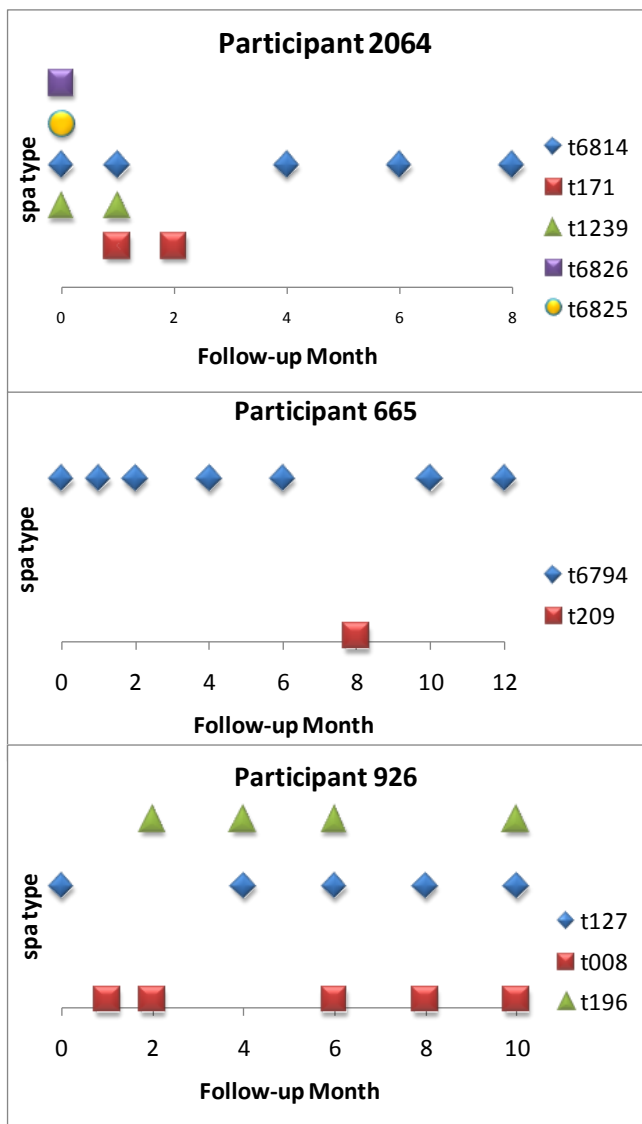 Participant 2064
spa type
t6814
t171
t1239
t6826
t6825
0 2 4 6 8
Follow-up Month
Participant 665
spa type
t6794
t209
0 2 4 6 8 10 12
Follow-up Month
Participant 926
spa type
t127
t008
t196
0 2 4 6 8 10
Follow-up Month